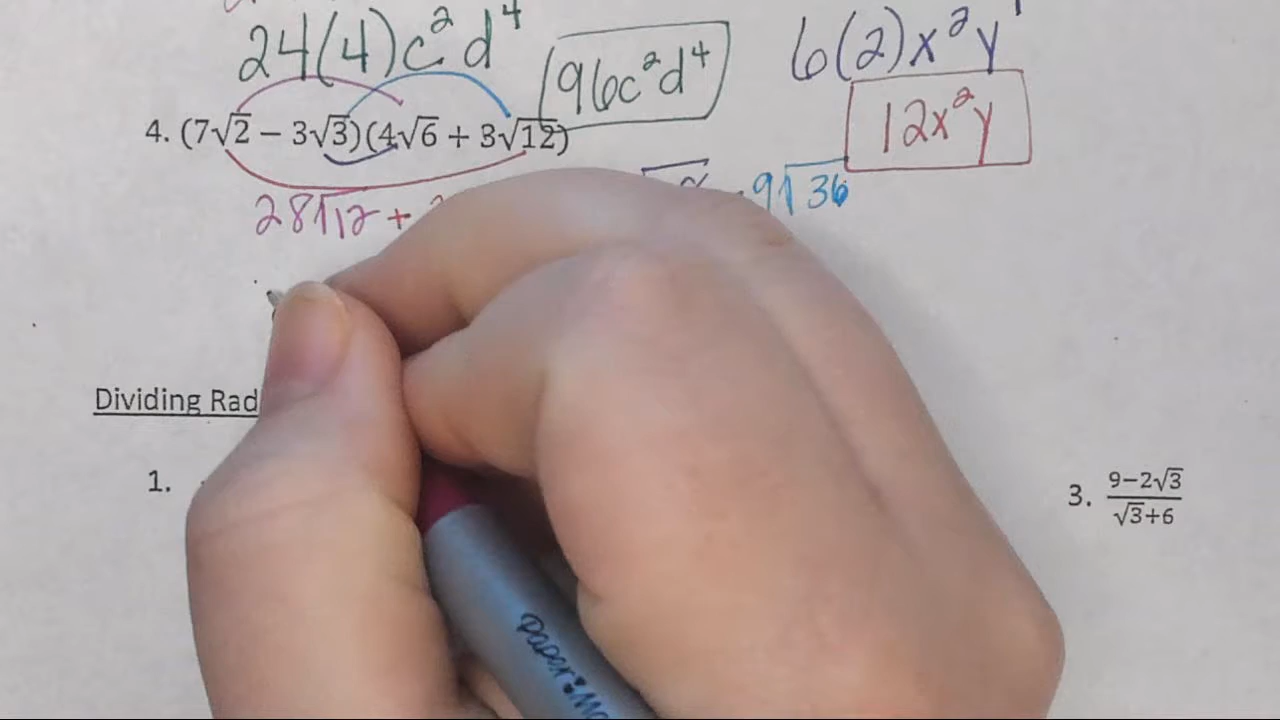 24(4)c²d⁴
96c²d⁴
6(2)x²y
12x²y
4. (7√2 − 3√3)(4√6 + 3√12)
28√12 +
9√36
Dividing Rad
1.
3. 9−2√3
√3+6
PAPER:MA